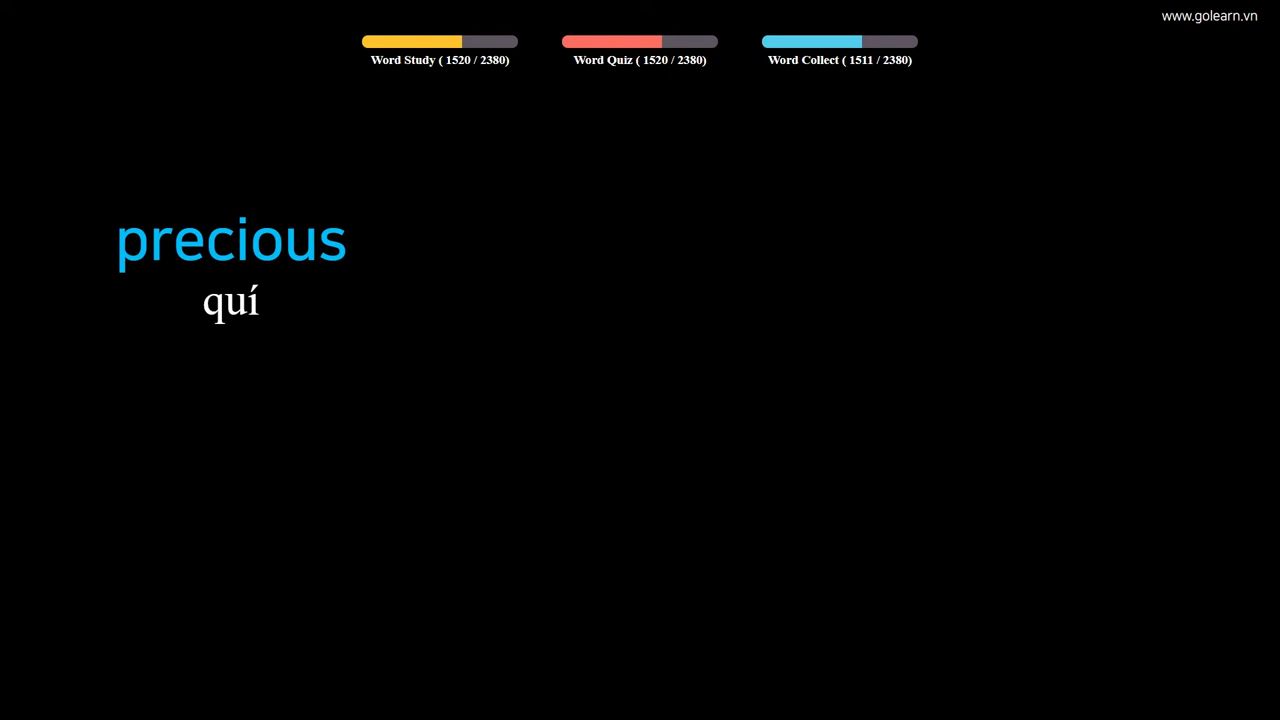 www.golearn.vn
Word Study ( 1520 / 2380)
Word Quiz ( 1520 / 2380)
Word Collect ( 1511 / 2380)
precious
quí